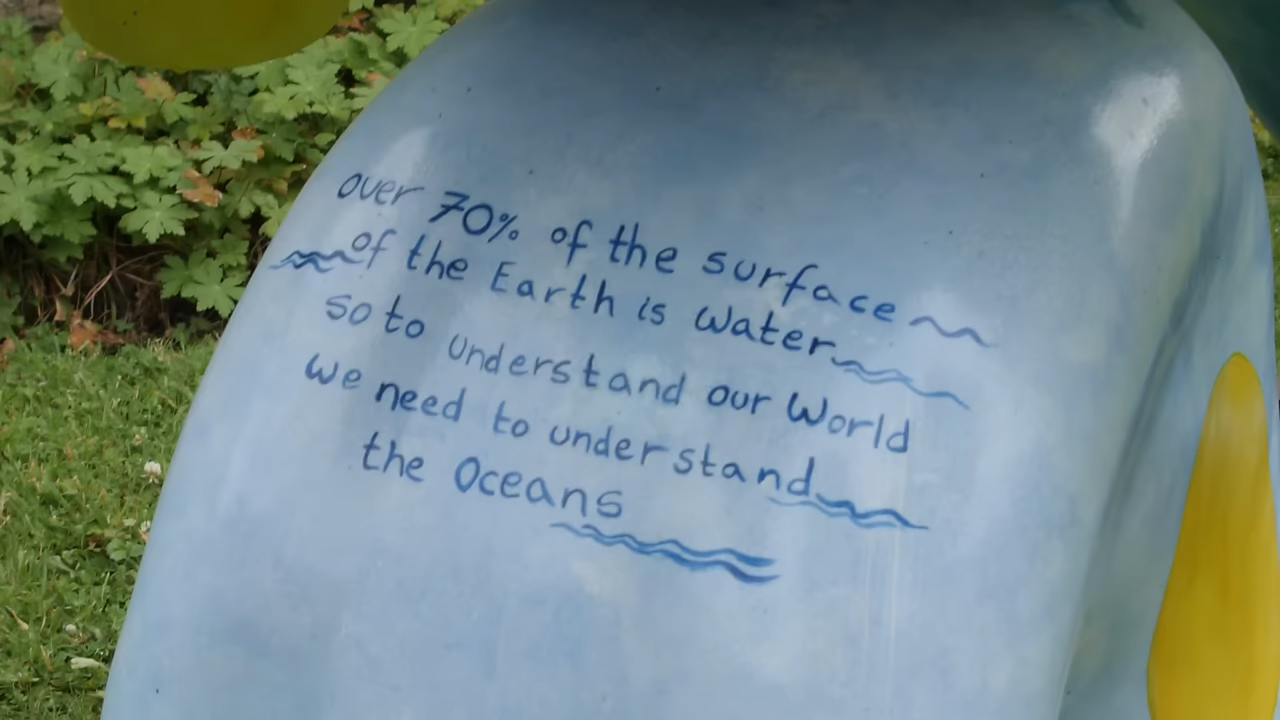 over 70% of the surface
of the Earth is Water
so to understand our World
we need to understand
the Oceans